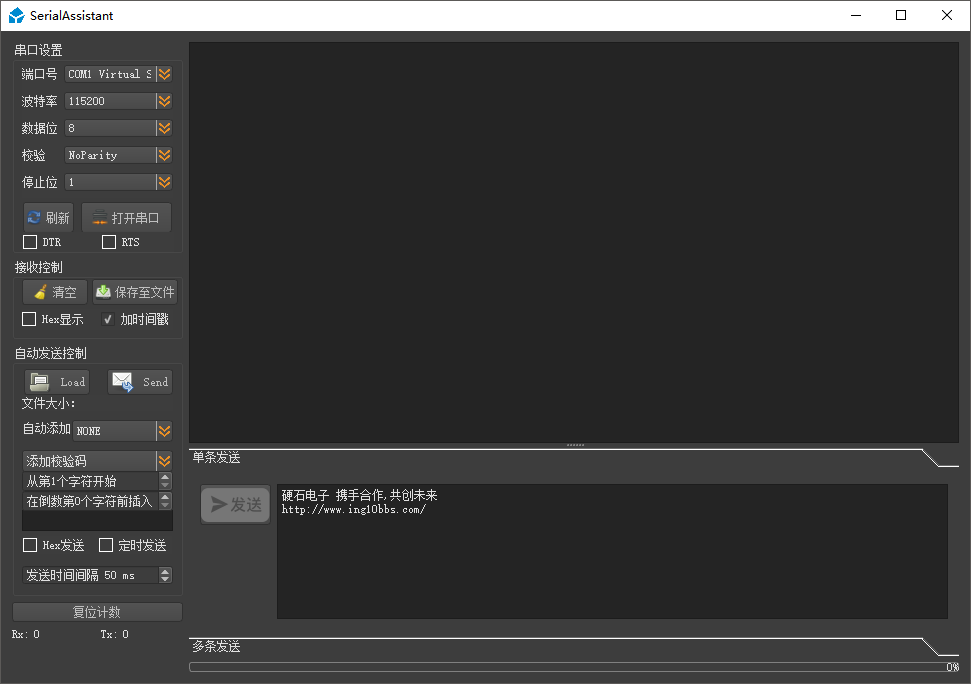 SerialAssistant
串口设置
端口号 COM1 Virtual S
波特率 115200
数据位 8
校验 NoParity
停止位 1
刷新 打开串口
DTR RTS
接收控制
清空 保存至文件
Hex显示 加时间戳
自动发送控制
Load Send
文件大小:
自动添加 NONE
添加校验码
从第1个字符开始
在倒数第0个字符前插入
Hex发送 定时发送
发送时间间隔 50 ms
复位计数
Rx: 0 Tx: 0
单条发送
发送
硬石电子 携手合作,共创未来
http://www.ing10bbs.com/
多条发送
0%